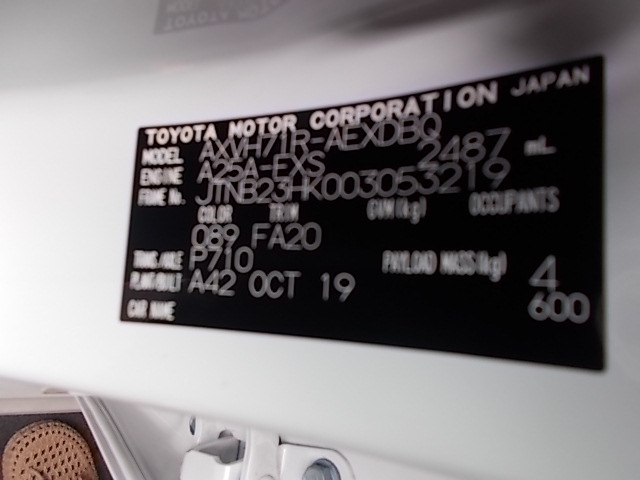 TOYOTA MOTOR CORPORATION JAPAN
MODEL AXVH71R-AEXDBQ
ENGINE A25A-FXS 2487 mL
FRAME No. JTNB23HK003053219
COLOR TRIM GVM(kg) OCCUPANTS
089 FA20
TRANS./AXLE P710 PAYLOAD MASS(kg) 4
PLANT/BUILT A42 OCT 19 600
CAR NAME